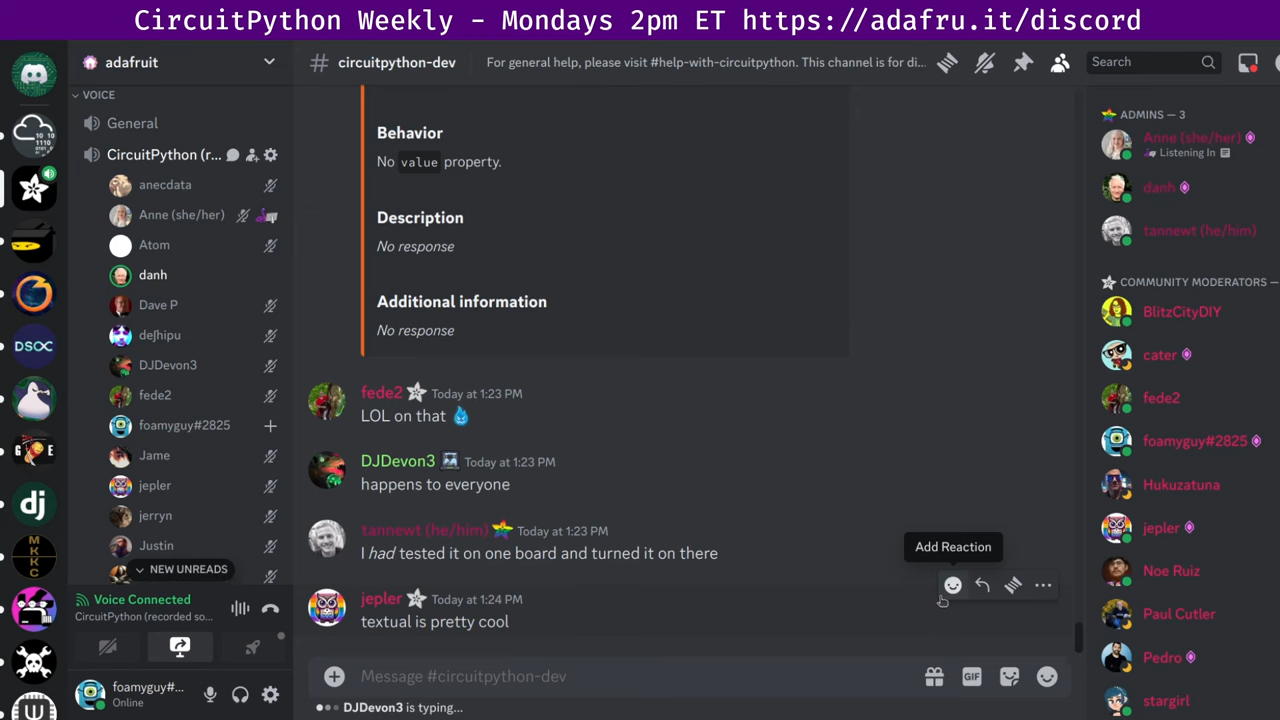 CircuitPython Weekly - Mondays 2pm ET https://adafru.it/discord
adafruit
VOICE
General
CircuitPython (r...
anecdata
Anne (she/her)
Atom
danh
Dave P
deʃhipu
DJDevon3
fede2
foamyguy#2825
Jame
jepler
jerryn
Justin
NEW UNREADS
Voice Connected
CircuitPython (recorded so...
foamyguy#...
Online
DSOC
dj
MK
KC
# circuitpython-dev
For general help, please visit #help-with-circuitpython. This channel is for di...
Search
Behavior
No value property.
Description
No response
Additional information
No response
fede2 Today at 1:23 PM
LOL on that
DJDevon3 Today at 1:23 PM
happens to everyone
tannewt (he/him) Today at 1:23 PM
I had tested it on one board and turned it on there
Add Reaction
jepler Today at 1:24 PM
textual is pretty cool
Message #circuitpython-dev
GIF
DJDevon3 is typing...
ADMINS — 3
Anne (she/her)
Listening In
danh
tannewt (he/him)
COMMUNITY MODERATORS —
BlitzCityDIY
cater
fede2
foamyguy#2825
Hukuzatuna
jepler
Noe Ruiz
Paul Cutler
Pedro
stargirl